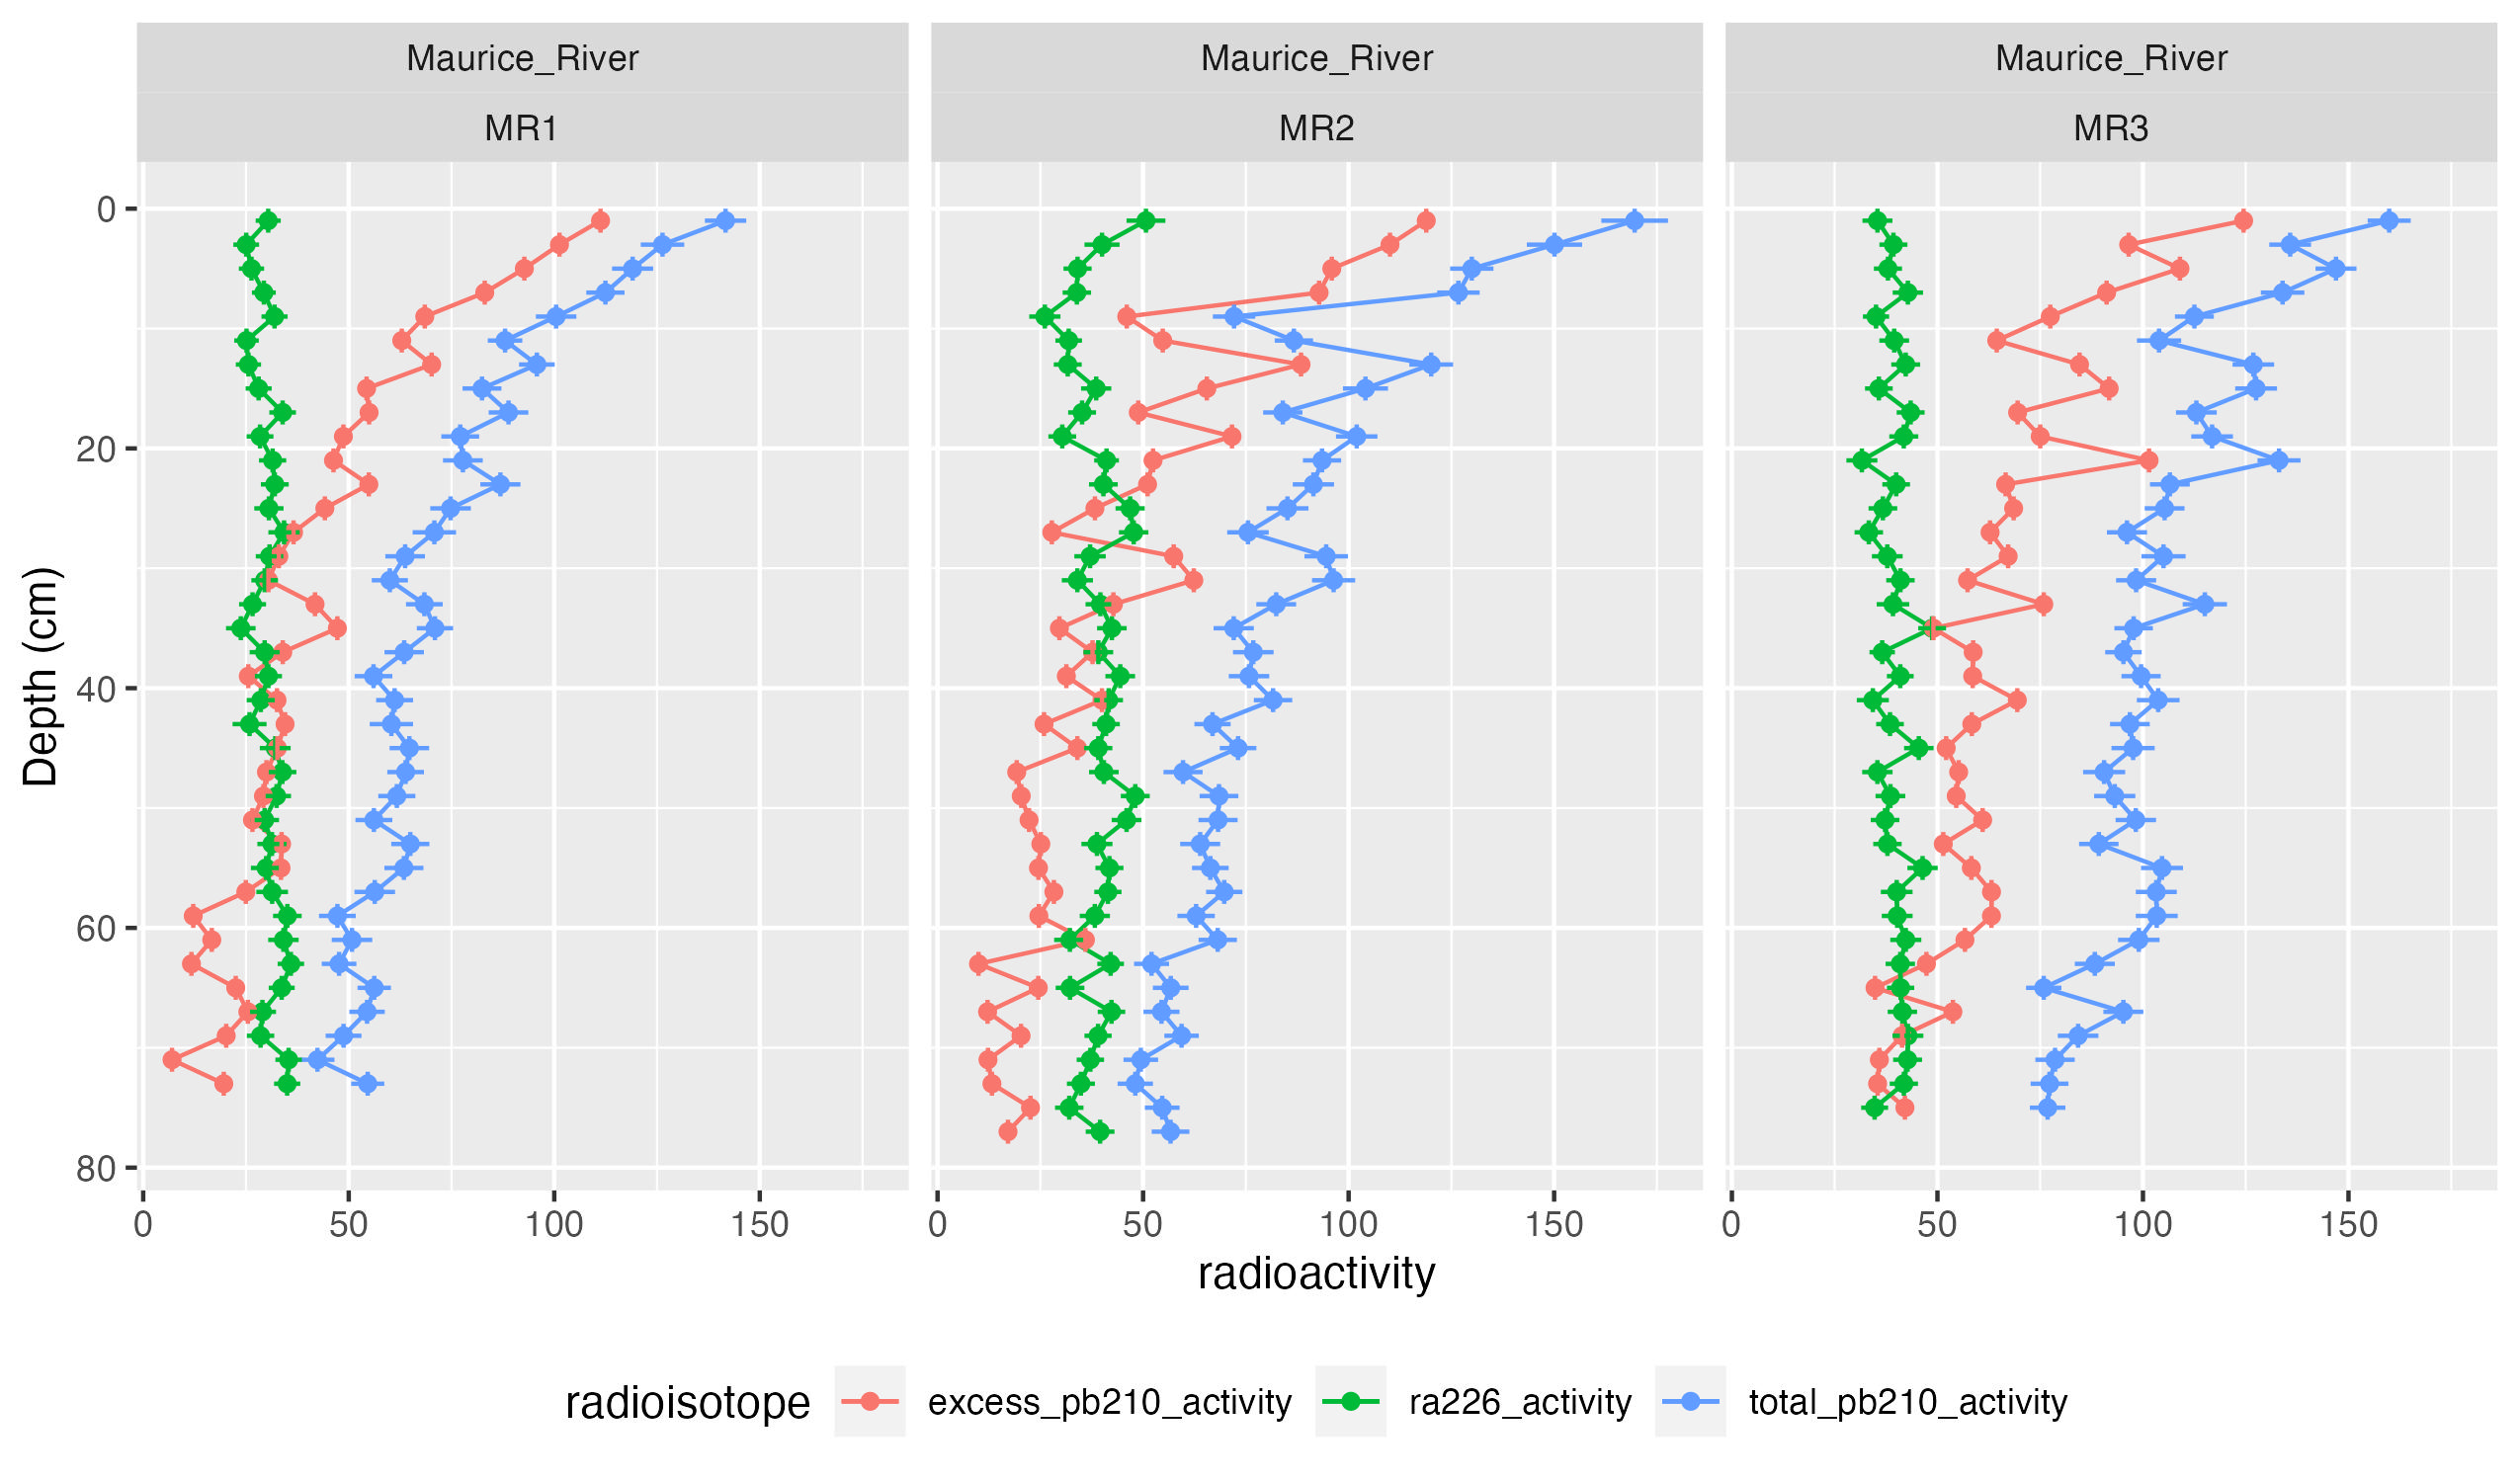 Maurice_River Maurice_River Maurice_River
MR1 MR2 MR3
0
20
40
60
80
Depth (cm)
0 50 100 150 0 50 100 150 0 50 100 150
radioactivity
radioisotope excess_pb210_activity ra226_activity total_pb210_activity